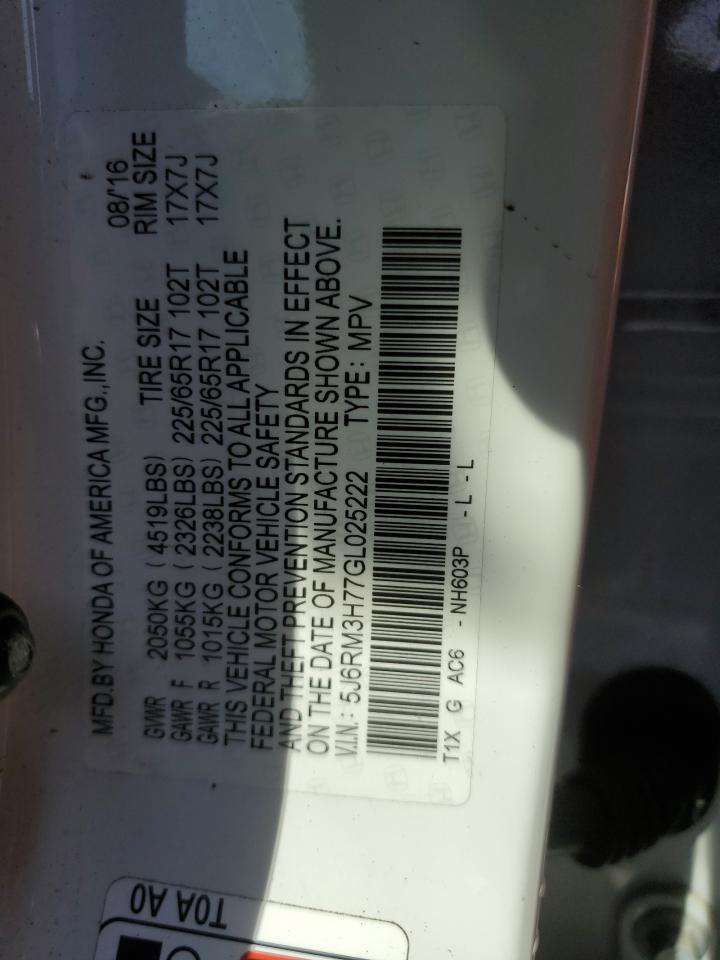 MFD.BY HONDA OF AMERICA MFG.,INC. 08/'16
GVWR 2050KG (4519LBS) TIRE SIZE RIM SIZE
GAWR F 1055KG (2326LBS) 225/65R17 102T 17X7J
GAWR R 1015KG (2238LBS) 225/65R17 102T 17X7J
THIS VEHICLE CONFORMS TO ALL APPLICABLE
FEDERAL MOTOR VEHICLE SAFETY
AND THEFT PREVENTION STANDARDS IN EFFECT
ON THE DATE OF MANUFACTURE SHOWN ABOVE.
V.I.N.: 5J6RM3H77GL025222 TYPE: MPV
T1X G AC6 -NH603P -L-L
T0A A0